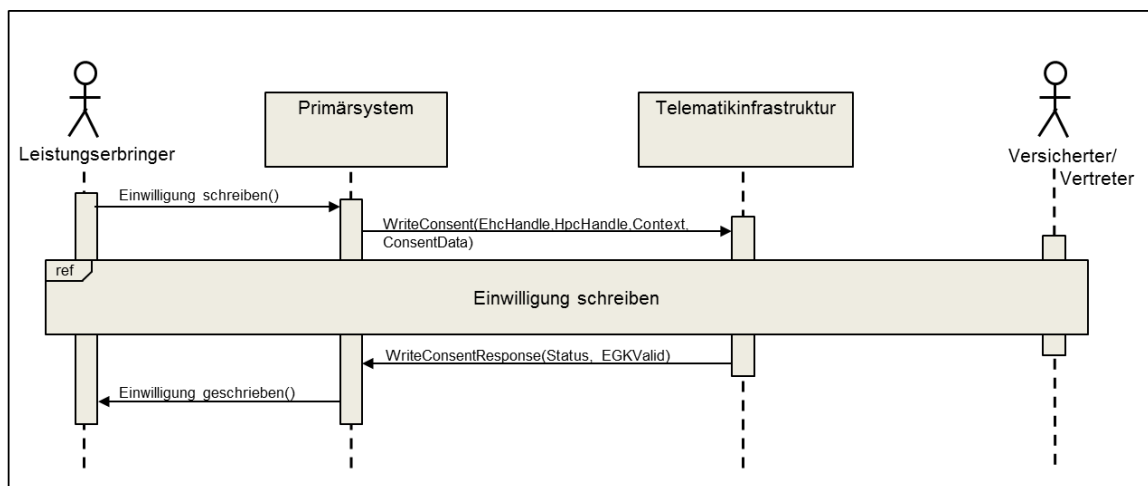 Primärsystem
Telematikinfrastruktur
Leistungserbringer
Versicherter/
Vertreter
Einwilligung schreiben()
WriteConsent(EhcHandle,HpcHandle,Context,
ConsentData)
ref
Einwilligung schreiben
WriteConsentResponse(Status, EGKValid)
Einwilligung geschrieben()